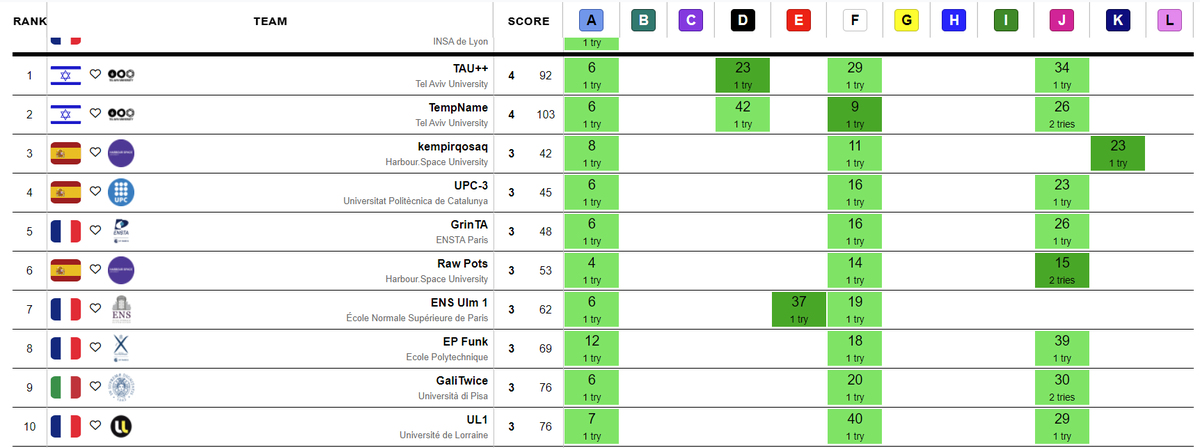 RANK TEAM SCORE A B C D E F G H I J K L
INSA de Lyon 1 try
1 TAU++ 4 92 6 23 29 34
Tel Aviv University 1 try 1 try 1 try 1 try
2 TempName 4 103 6 42 9 26
Tel Aviv University 1 try 1 try 1 try 2 tries
3 kempirqosaq 3 42 8 11 23
Harbour.Space University 1 try 1 try 1 try
4 UPC UPC-3 3 45 6 16 23
Universitat Politècnica de Catalunya 1 try 1 try 1 try
5 ENSTA GrinTA 3 48 6 16 26
ENSTA Paris 1 try 1 try 1 try
6 Raw Pots 3 53 4 14 15
Harbour.Space University 1 try 1 try 2 tries
7 ENS ENS Ulm 1 3 62 6 37 19
École Normale Supérieure de Paris 1 try 1 try 1 try
8 EP Funk 3 69 12 18 39
Ecole Polytechnique 1 try 1 try 1 try
9 GaliTwice 3 76 6 20 30
Università di Pisa 1 try 1 try 2 tries
10 UL1 3 76 7 40 29
Université de Lorraine 1 try 1 try 1 try